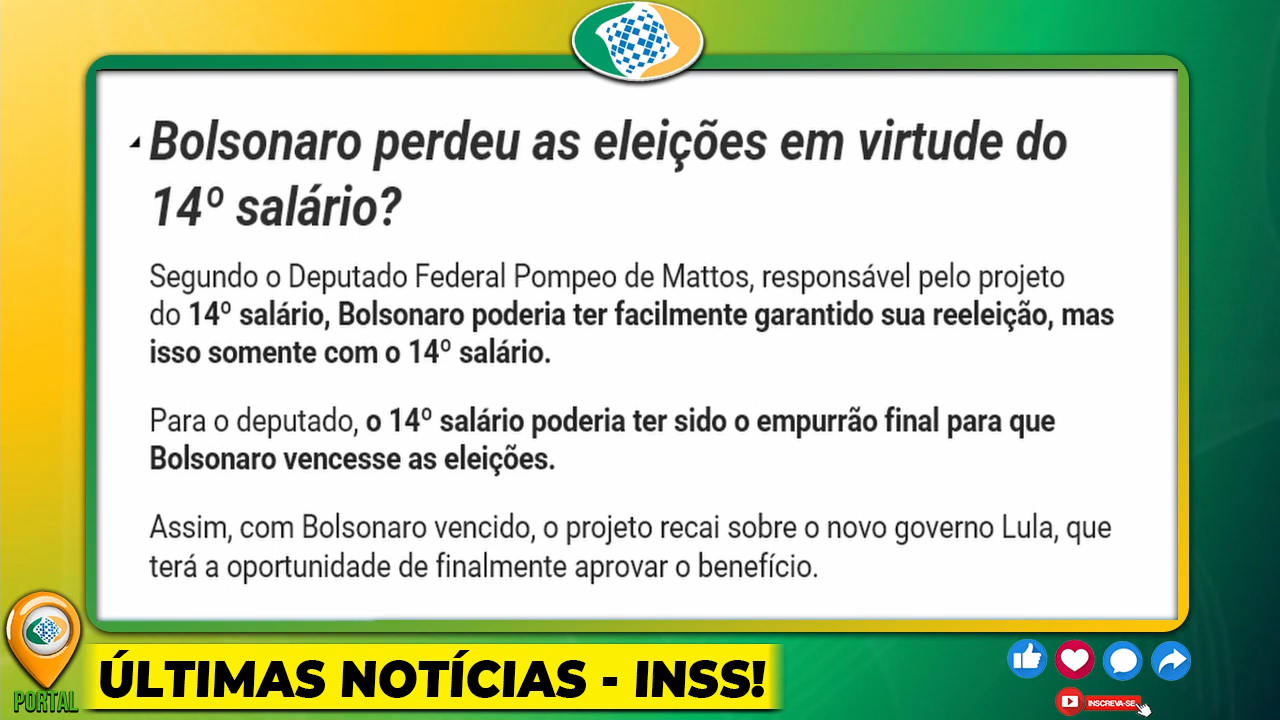 Bolsonaro perdeu as eleições em virtude do
14º salário?
Segundo o Deputado Federal Pompeo de Mattos, responsável pelo projeto
do 14º salário, Bolsonaro poderia ter facilmente garantido sua reeleição, mas
isso somente com o 14º salário.
Para o deputado, o 14º salário poderia ter sido o empurrão final para que
Bolsonaro vencesse as eleições.
Assim, com Bolsonaro vencido, o projeto recai sobre o novo governo Lula, que
terá a oportunidade de finalmente aprovar o benefício.
PORTAL
ÚLTIMAS NOTÍCIAS - INSS!
INSCREVA-SE